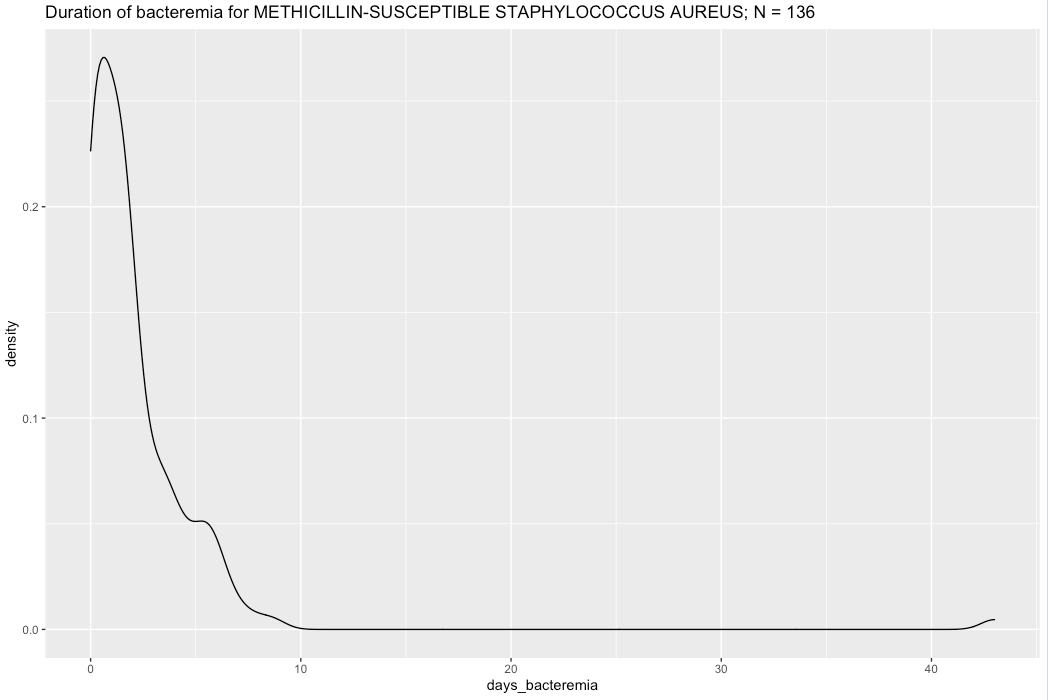 Duration of bacteremia for METHICILLIN-SUSCEPTIBLE STAPHYLOCOCCUS AUREUS; N = 136
density
0.2
0.1
0.0
0 10 20 30 40
days_bacteremia